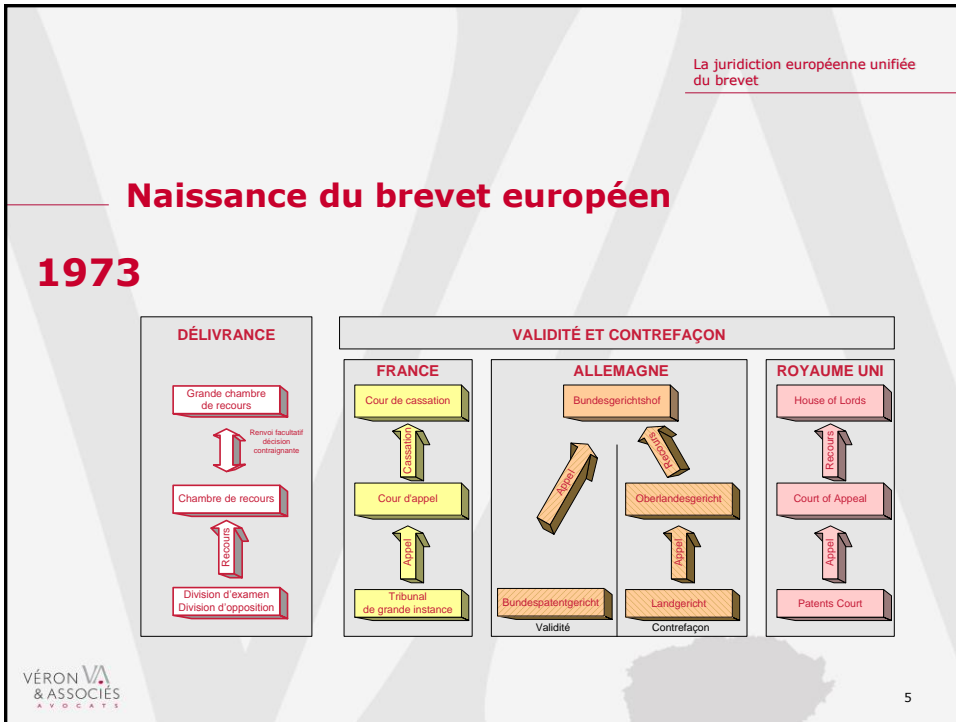 La juridiction européenne unifiée
du brevet
Naissance du brevet européen
1973
DÉLIVRANCE
Grande chambre
de recours
Renvoi facultatif
décision
contraignante
Chambre de recours
Recours
Division d'examen
Division d'opposition
VALIDITÉ ET CONTREFAÇON
FRANCE
Cour de cassation
Cassation
Cour d'appel
Appel
Tribunal
de grande instance
ALLEMAGNE
Bundesgerichtshof
Appel
Recours
Oberlandesgericht
Appel
Bundespatentgericht
Landgericht
Validité
Contrefaçon
ROYAUME UNI
House of Lords
Recours
Court of Appeal
Appel
Patents Court
VÉRON VA
& ASSOCIÉS
AVOCATS
5